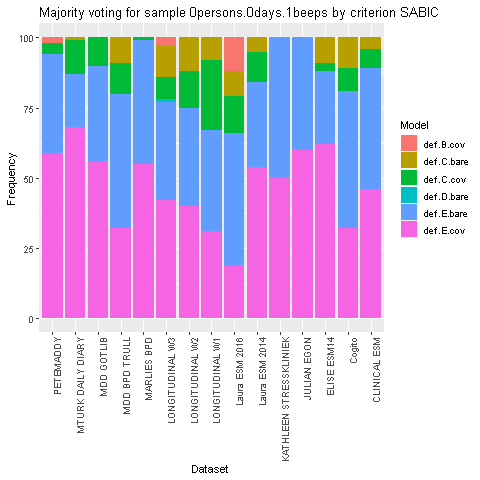 Majority voting for sample 0persons.0days.1beeps by criterion SABIC
Frequency
100
75
50
25
0
PETEMADDY
MTURK DAILY DIARY
MDD GOTLIB
MDD BPD TRULL
MARLIES BPD
LONGITUDINAL W3
LONGITUDINAL W2
LONGITUDINAL W1
Laura ESM 2016
Laura ESM 2014
KATHLEEN STRESSKLINIEK
JULIAN EGON
ELISE ESM14
Cogito
CLINICAL ESM
Dataset
Model
def.B.cov
def.C.bare
def.C.cov
def.D.bare
def.E.bare
def.E.cov